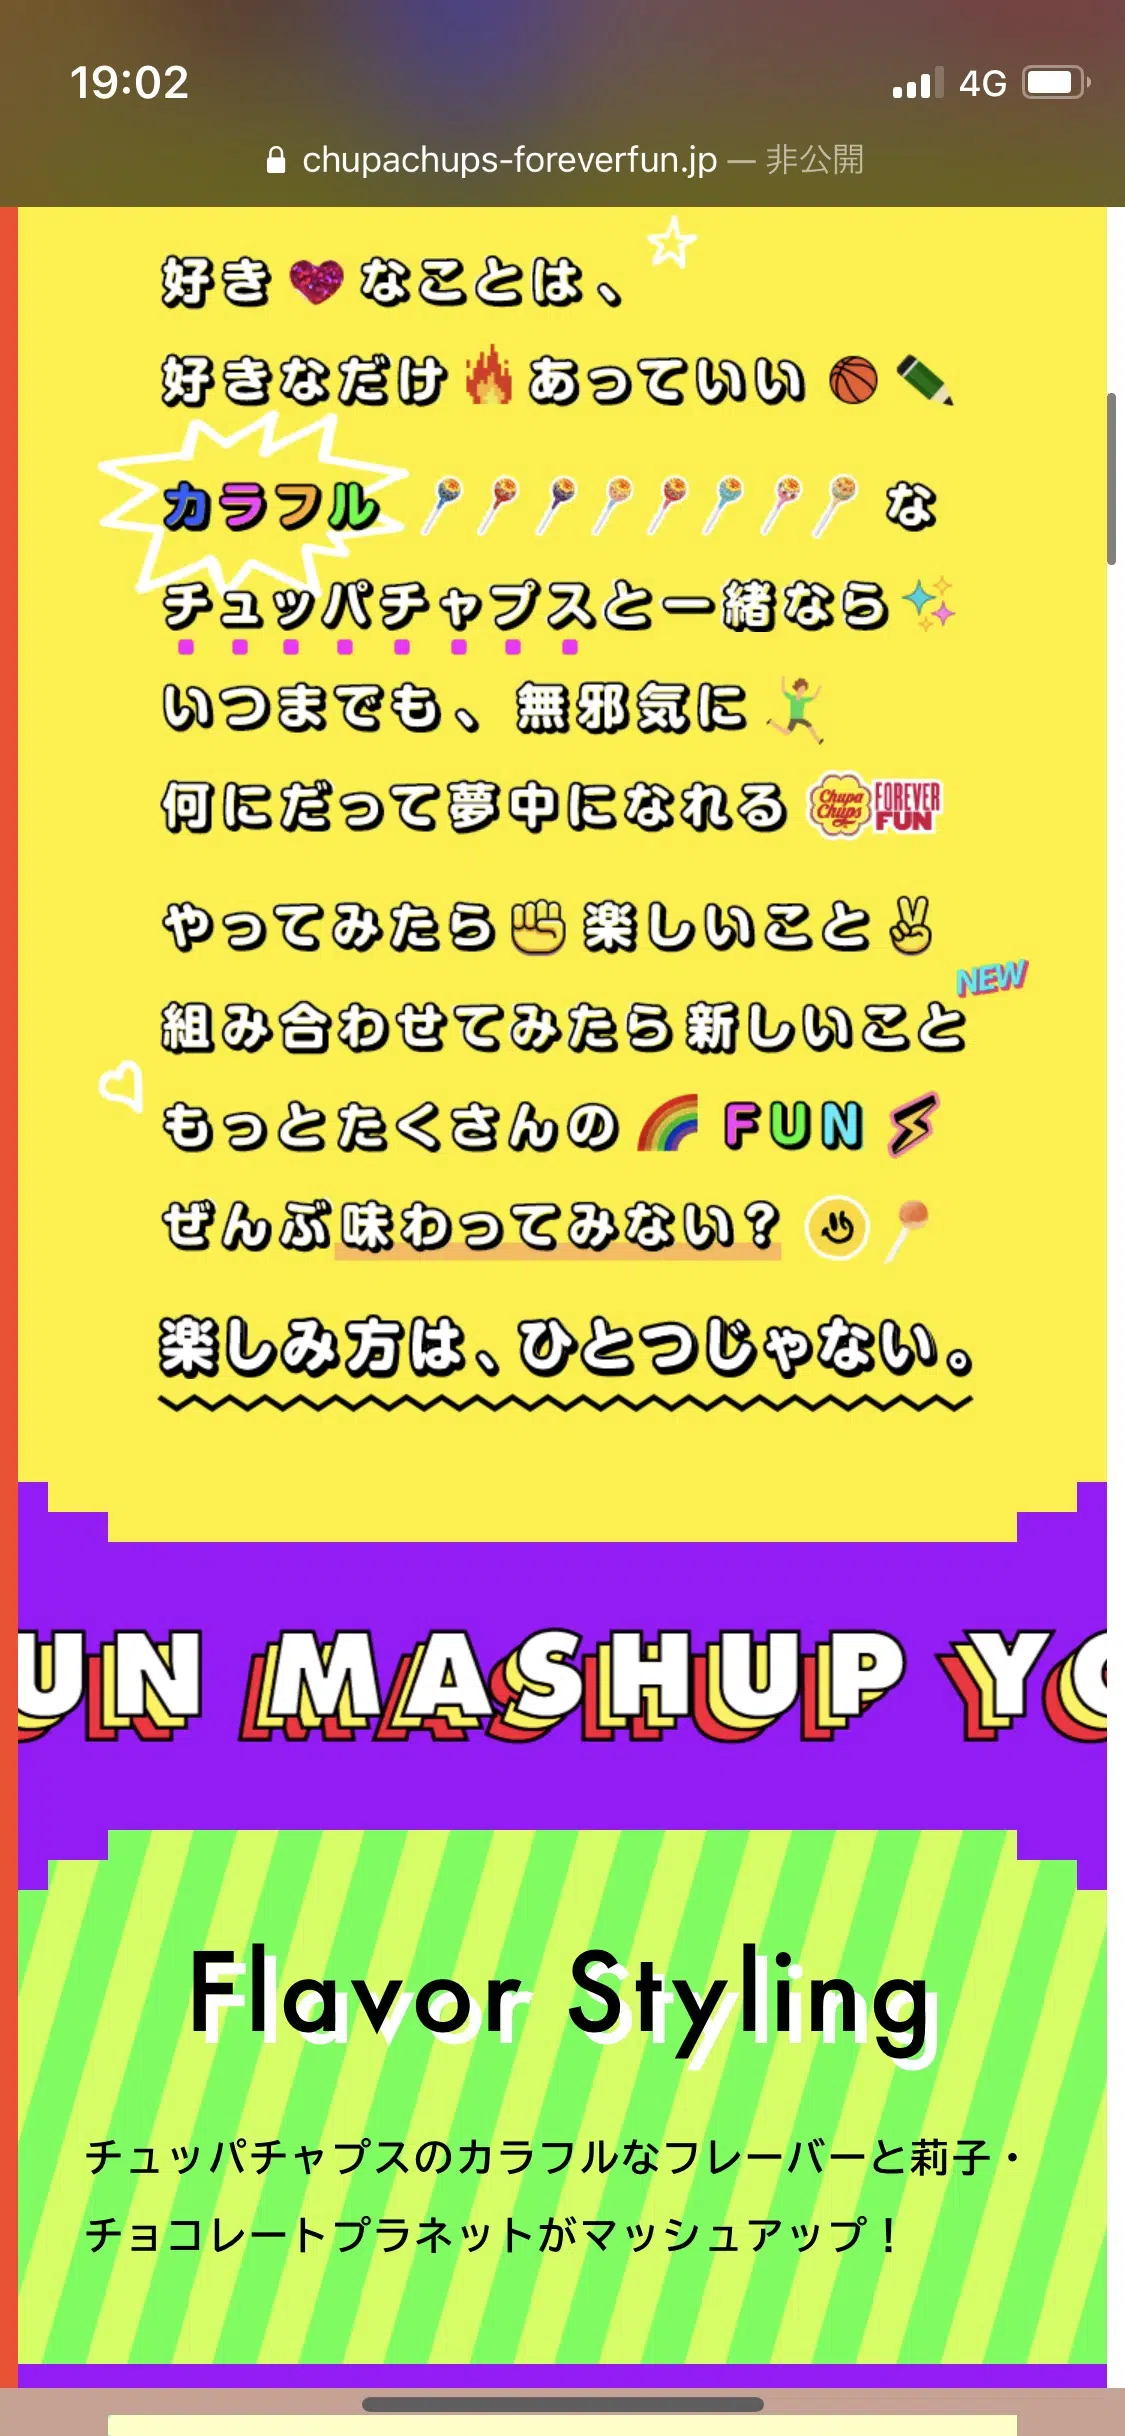 19:02
4G
chupachups-foreverfun.jp — 非公開
好きなことは、
好きなだけあっていい
カラフルな
チュッパチャプスと一緒なら
いつまでも、無邪気に
何にだって夢中になれる Chupa Chups FOREVER FUN
やってみたら楽しいこと
NEW
組み合わせてみたら新しいこと
もっとたくさんの FUN
ぜんぶ味わってみない?
楽しみ方は、ひとつじゃない。
UN MASHUP YO
Flavor Styling
チュッパチャプスのカラフルなフレーバーと莉子・
チョコレートプラネットがマッシュアップ!